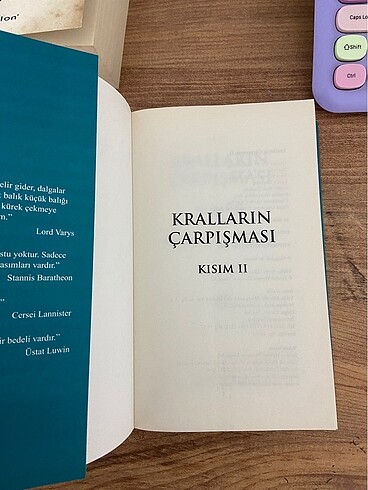 lon'
Caps Lo
Shift
Ctrl
elir gider, dalgalar
k balık küçük balığı
kürek çekmeye
m."
Lord Varys
stu yoktur. Sadece
asımları vardır."
Stannis Baratheon
"
Cersei Lannister
ir bedeli vardır."
Üstat Luwin
KRALLARIN
ÇARPIŞMASI
KISIM II